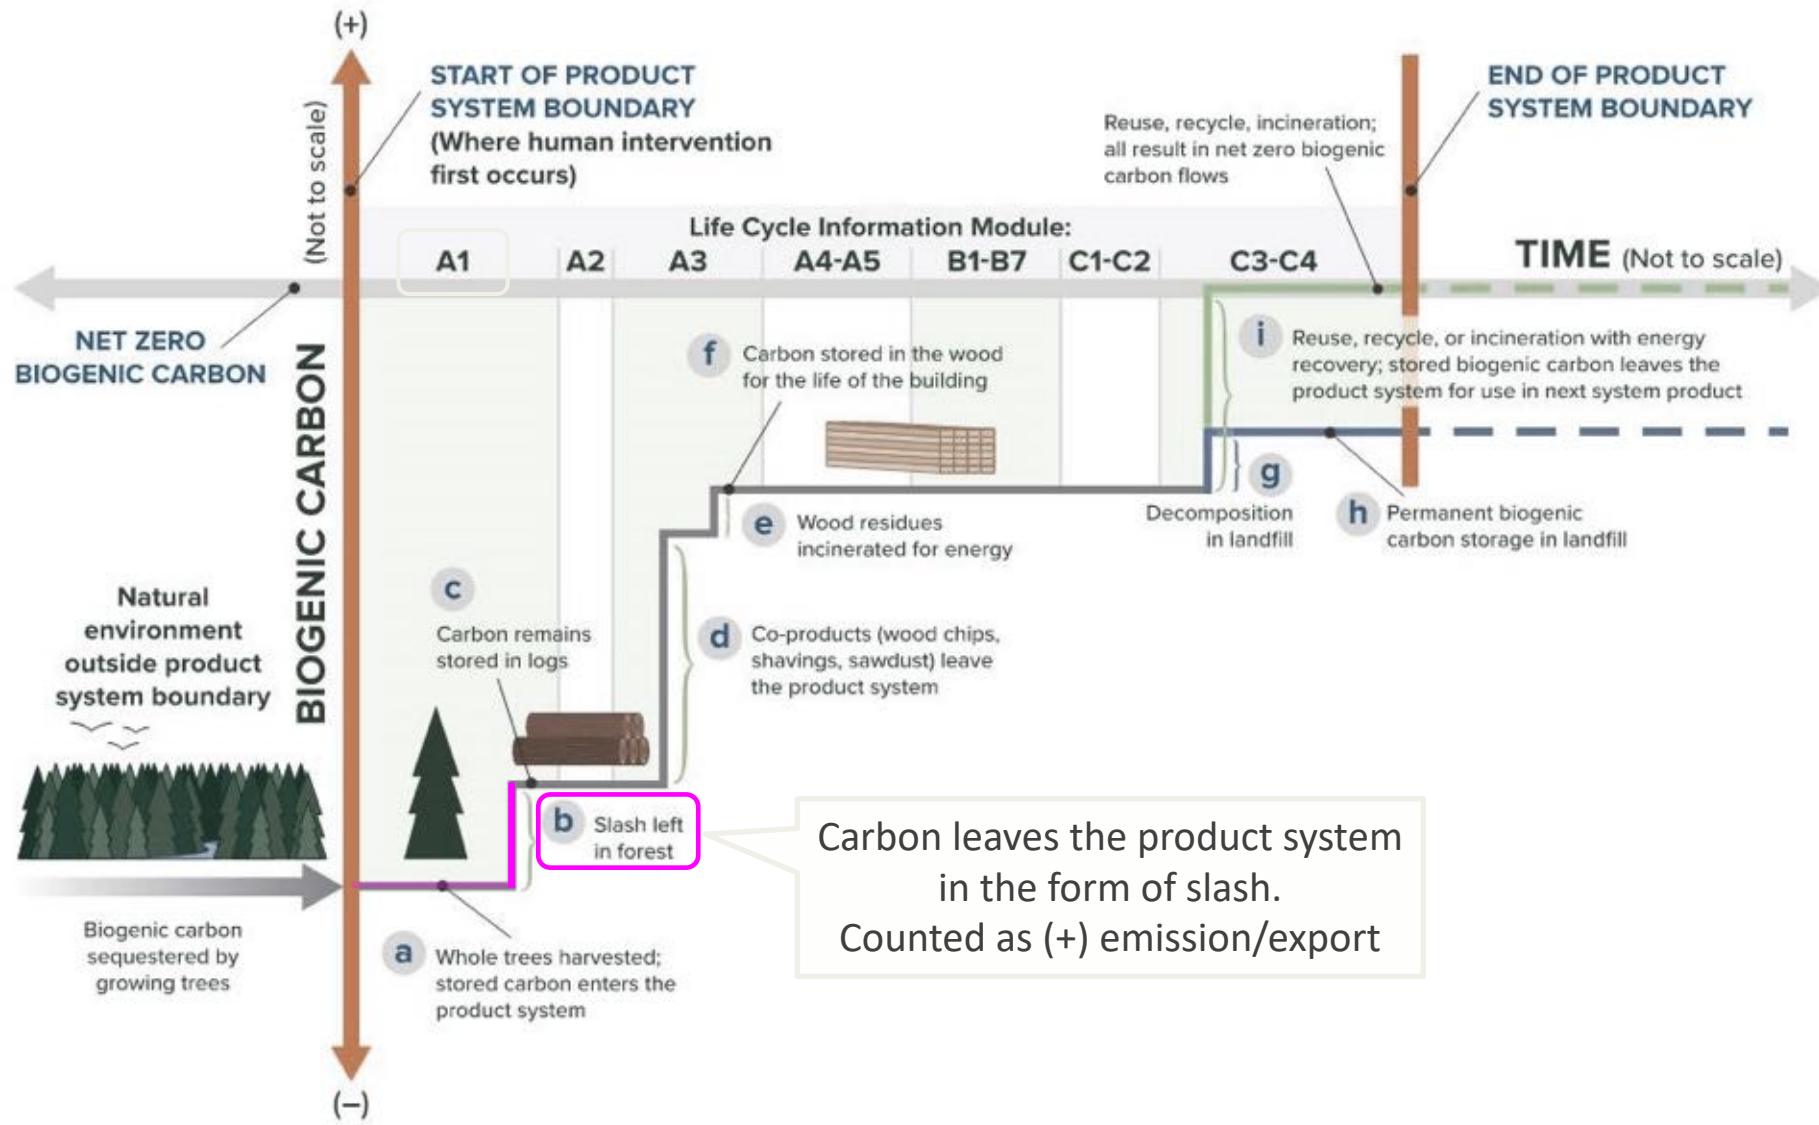 (+)
(Not to scale)
START OF PRODUCT
SYSTEM BOUNDARY
(Where human intervention
first occurs)
Reuse, recycle, incineration;
all result in net zero biogenic
carbon flows
END OF PRODUCT
SYSTEM BOUNDARY
Life Cycle Information Module:
A1
A2
A3
A4-A5
B1-B7
C1-C2
C3-C4
TIME (Not to scale)
NET ZERO
BIOGENIC CARBON
BIOGENIC CARBON
f
Carbon stored in the wood
for the life of the building
i
Reuse, recycle, or incineration with energy
recovery; stored biogenic carbon leaves the
product system for use in next system product
g
Decomposition
in landfill
h
Permanent biogenic
carbon storage in landfill
e
Wood residues
incinerated for energy
Natural
environment
outside product
system boundary
c
Carbon remains
stored in logs
d
Co-products (wood chips,
shavings, sawdust) leave
the product system
b
Slash left
in forest
Carbon leaves the product system
in the form of slash.
Counted as (+) emission/export
Biogenic carbon
sequestered by
growing trees
a
Whole trees harvested;
stored carbon enters the
product system
(–)